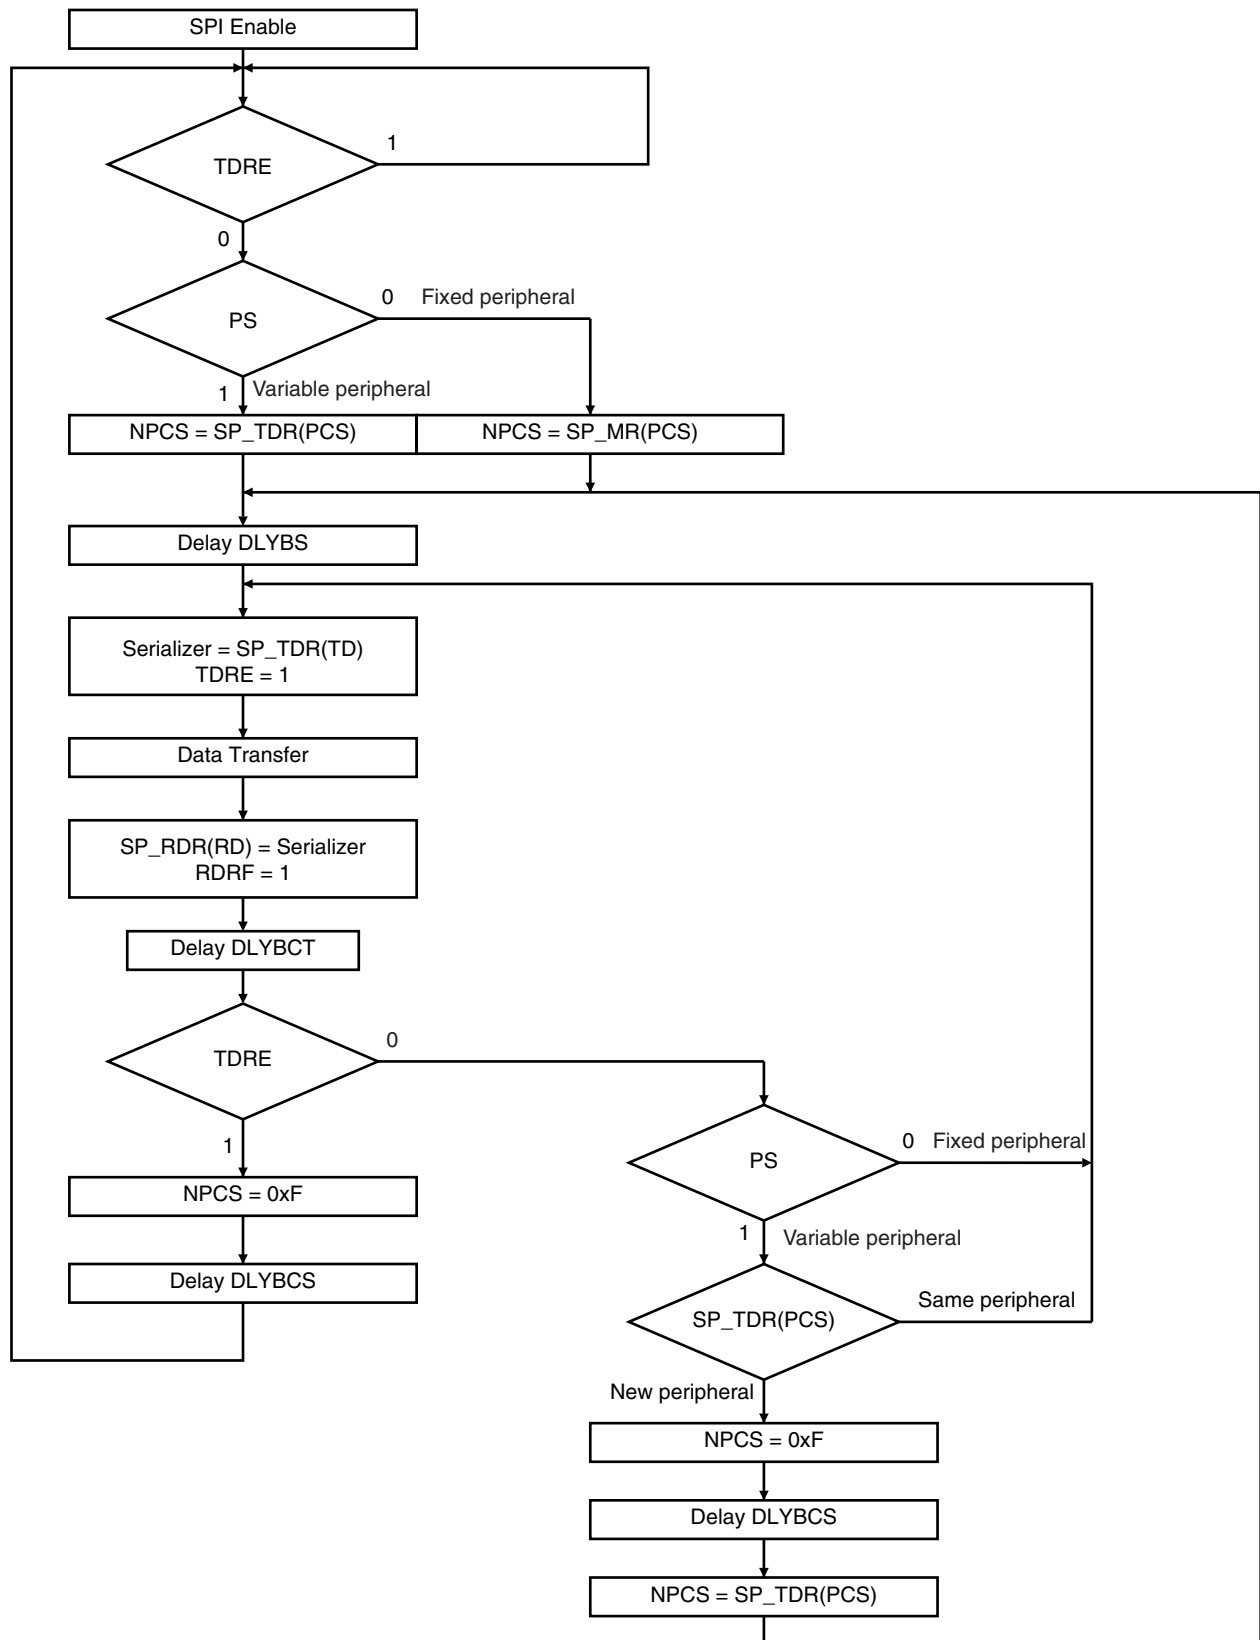 SPI Enable
1
TDRE
0
0 Fixed peripheral
PS
1 Variable peripheral
NPCS = SP_TDR(PCS)
NPCS = SP_MR(PCS)
Delay DLYBS
Serializer = SP_TDR(TD)
TDRE = 1
Data Transfer
SP_RDR(RD) = Serializer
RDRF = 1
Delay DLYBCT
TDRE
0
1
PS
0 Fixed peripheral
NPCS = 0xF
1 Variable peripheral
Delay DLYBCS
SP_TDR(PCS)
Same peripheral
New peripheral
NPCS = 0xF
Delay DLYBCS
NPCS = SP_TDR(PCS)